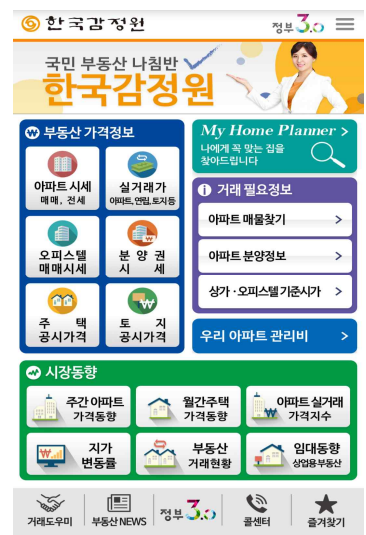 한국감정원
정부3.0
국민 부동산 나침반
한국감정원
부동산 가격정보
아파트 시세
매매, 전세
실거래가
아파트, 연립, 토지 등
오피스텔
매매시세
분 양 권
시 세
주 택
공시가격
토 지
공시가격
My Home Planner >
나에게 꼭 맞는 집을
찾아드립니다
거래 필요정보
아파트 매물찾기 >
아파트 분양정보 >
상가·오피스텔 기준시가 >
우리 아파트 관리비 >
시장동향
주간 아파트
가격동향
월간주택
가격동향
아파트 실거래
가격지수
지가
변동률
부동산
거래현황
임대동향
상업용부동산
거래도우미
부동산 NEWS
정부3.0
콜센터
즐겨찾기